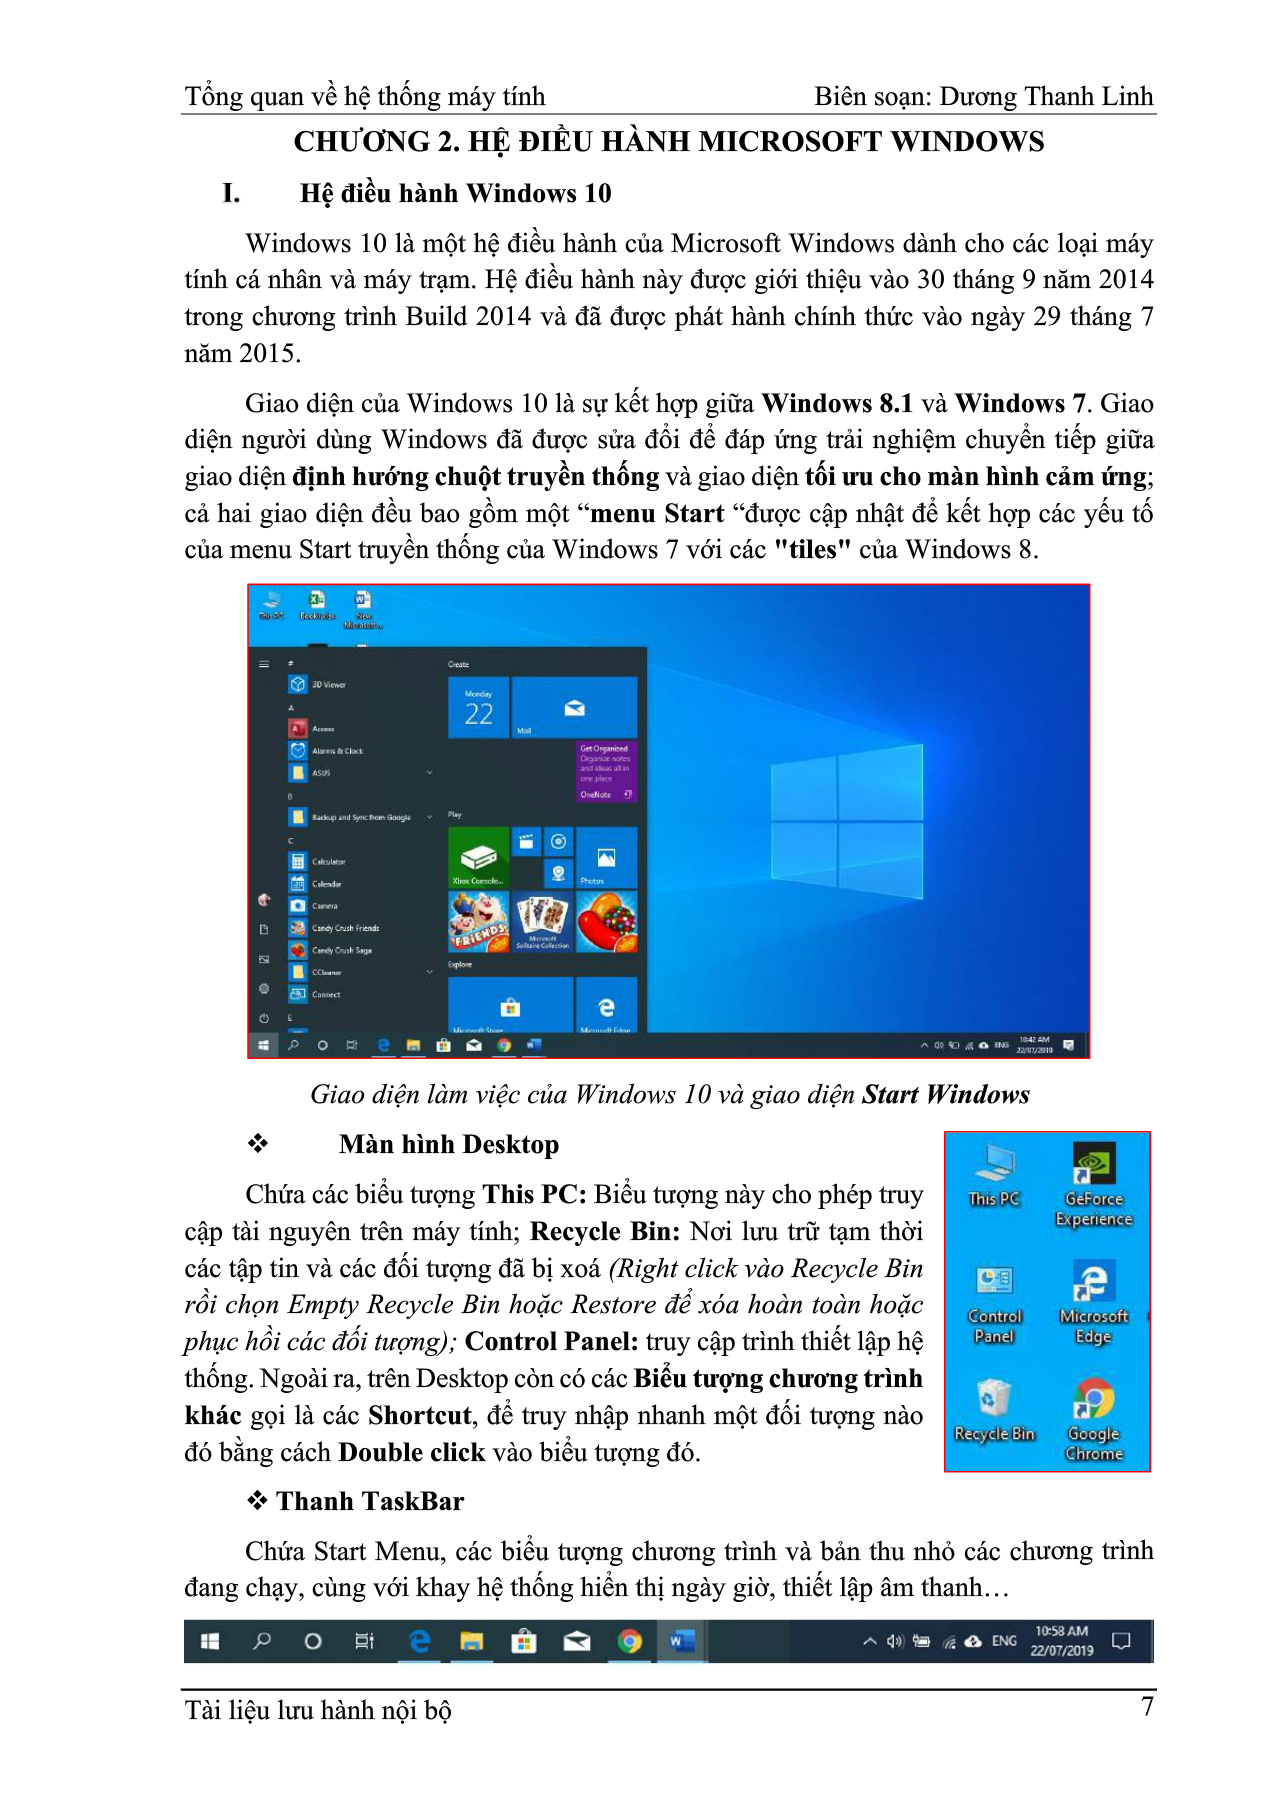 Tổng quan về hệ thống máy tính Biên soạn: Dương Thanh Linh
CHƯƠNG 2. HỆ ĐIỀU HÀNH MICROSOFT WINDOWS
I. Hệ điều hành Windows 10
Windows 10 là một hệ điều hành của Microsoft Windows dành cho các loại máy
tính cá nhân và máy trạm. Hệ điều hành này được giới thiệu vào 30 tháng 9 năm 2014
trong chương trình Build 2014 và đã được phát hành chính thức vào ngày 29 tháng 7
năm 2015.
Giao diện của Windows 10 là sự kết hợp giữa Windows 8.1 và Windows 7. Giao
diện người dùng Windows đã được sửa đổi để đáp ứng trải nghiệm chuyển tiếp giữa
giao diện định hướng chuột truyền thống và giao diện tối ưu cho màn hình cảm ứng;
cả hai giao diện đều bao gồm một “menu Start “được cập nhật để kết hợp các yếu tố
của menu Start truyền thống của Windows 7 với các "tiles" của Windows 8.
This PC
New
Microsoft...
#
3D Viewer
A
Access
Alarms & Clock
ASUS
B
Backup and Sync from Google
C
Calculator
Calendar
Camera
Candy Crush Friends
Candy Crush Saga
CCleaner
Connect
E
Create
Monday
22
Mail
Get Organized
Organize notes
and ideas all in
one place
OneNote
Play
Xbox Console...
Photos
FRIENDS
Microsoft
Solitaire Collection
Explore
Microsoft Store
Microsoft Edge
ENG
10:42 AM
22/07/2019
Giao diện làm việc của Windows 10 và giao diện Start Windows
❖ Màn hình Desktop
Chứa các biểu tượng This PC: Biểu tượng này cho phép truy
cập tài nguyên trên máy tính; Recycle Bin: Nơi lưu trữ tạm thời
các tập tin và các đối tượng đã bị xoá (Right click vào Recycle Bin
rồi chọn Empty Recycle Bin hoặc Restore để xóa hoàn toàn hoặc
phục hồi các đối tượng); Control Panel: truy cập trình thiết lập hệ
thống. Ngoài ra, trên Desktop còn có các Biểu tượng chương trình
khác gọi là các Shortcut, để truy nhập nhanh một đối tượng nào
đó bằng cách Double click vào biểu tượng đó.
This PC
GeForce
Experience
Control
Panel
Microsoft
Edge
Recycle Bin
Google
Chrome
❖ Thanh TaskBar
Chứa Start Menu, các biểu tượng chương trình và bản thu nhỏ các chương trình
đang chạy, cùng với khay hệ thống hiển thị ngày giờ, thiết lập âm thanh…
ENG
10:58 AM
22/07/2019
Tài liệu lưu hành nội bộ 7